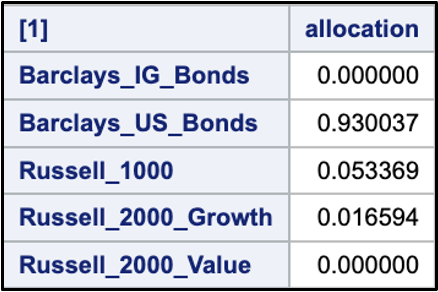 [1] allocation
Barclays_IG_Bonds 0.000000
Barclays_US_Bonds 0.930037
Russell_1000 0.053369
Russell_2000_Growth 0.016594
Russell_2000_Value 0.000000